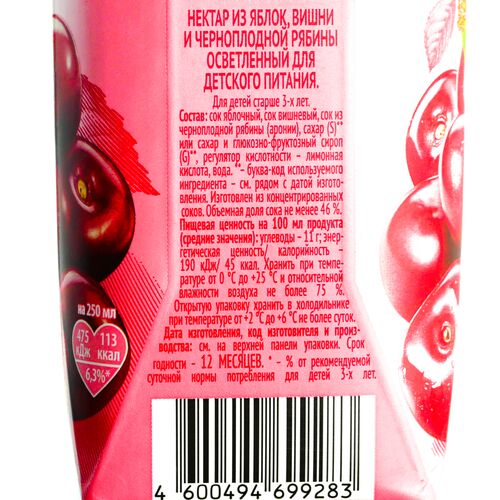 НЕКТАР ИЗ ЯБЛОК, ВИШНИ
И ЧЕРНОПЛОДНОЙ РЯБИНЫ
ОСВЕТЛЕННЫЙ ДЛЯ
ДЕТСКОГО ПИТАНИЯ.
Для детей старше 3-х лет.
Состав: сок яблочный, сок вишневый, сок из
черноплодной рябины (аронии), сахар (S)**
или сахар и глюкозно-фруктозный сироп
(G)**, регулятор кислотности – лимонная
кислота, вода. **- буква-код используемого
ингредиента – см. рядом с датой изгото-
вления. Изготовлен из концентрированных
соков. Объемная доля сока не менее 46 %.
Пищевая ценность на 100 мл продукта
(средние значения): углеводы – 11 г; энер-
гетическая ценность/ калорийность –
190 кДж/ 45 ккал. Хранить при темпе-
ратуре от 0 °С до +25 °С и относительной
влажности воздуха не более 75 %.
Открытую упаковку хранить в холодильнике
при температуре от +2 °С до +6 °С не более суток.
Дата изготовления, код изготовителя и произ-
водства: см. на верхней панели упаковки. Срок
годности - 12 МЕСЯЦЕВ. * - % от рекомендуемой
суточной нормы потребления для детей 3-х лет.
на 250 мл
475 кДж
113 ккал
6,3%*
4 600494 699283